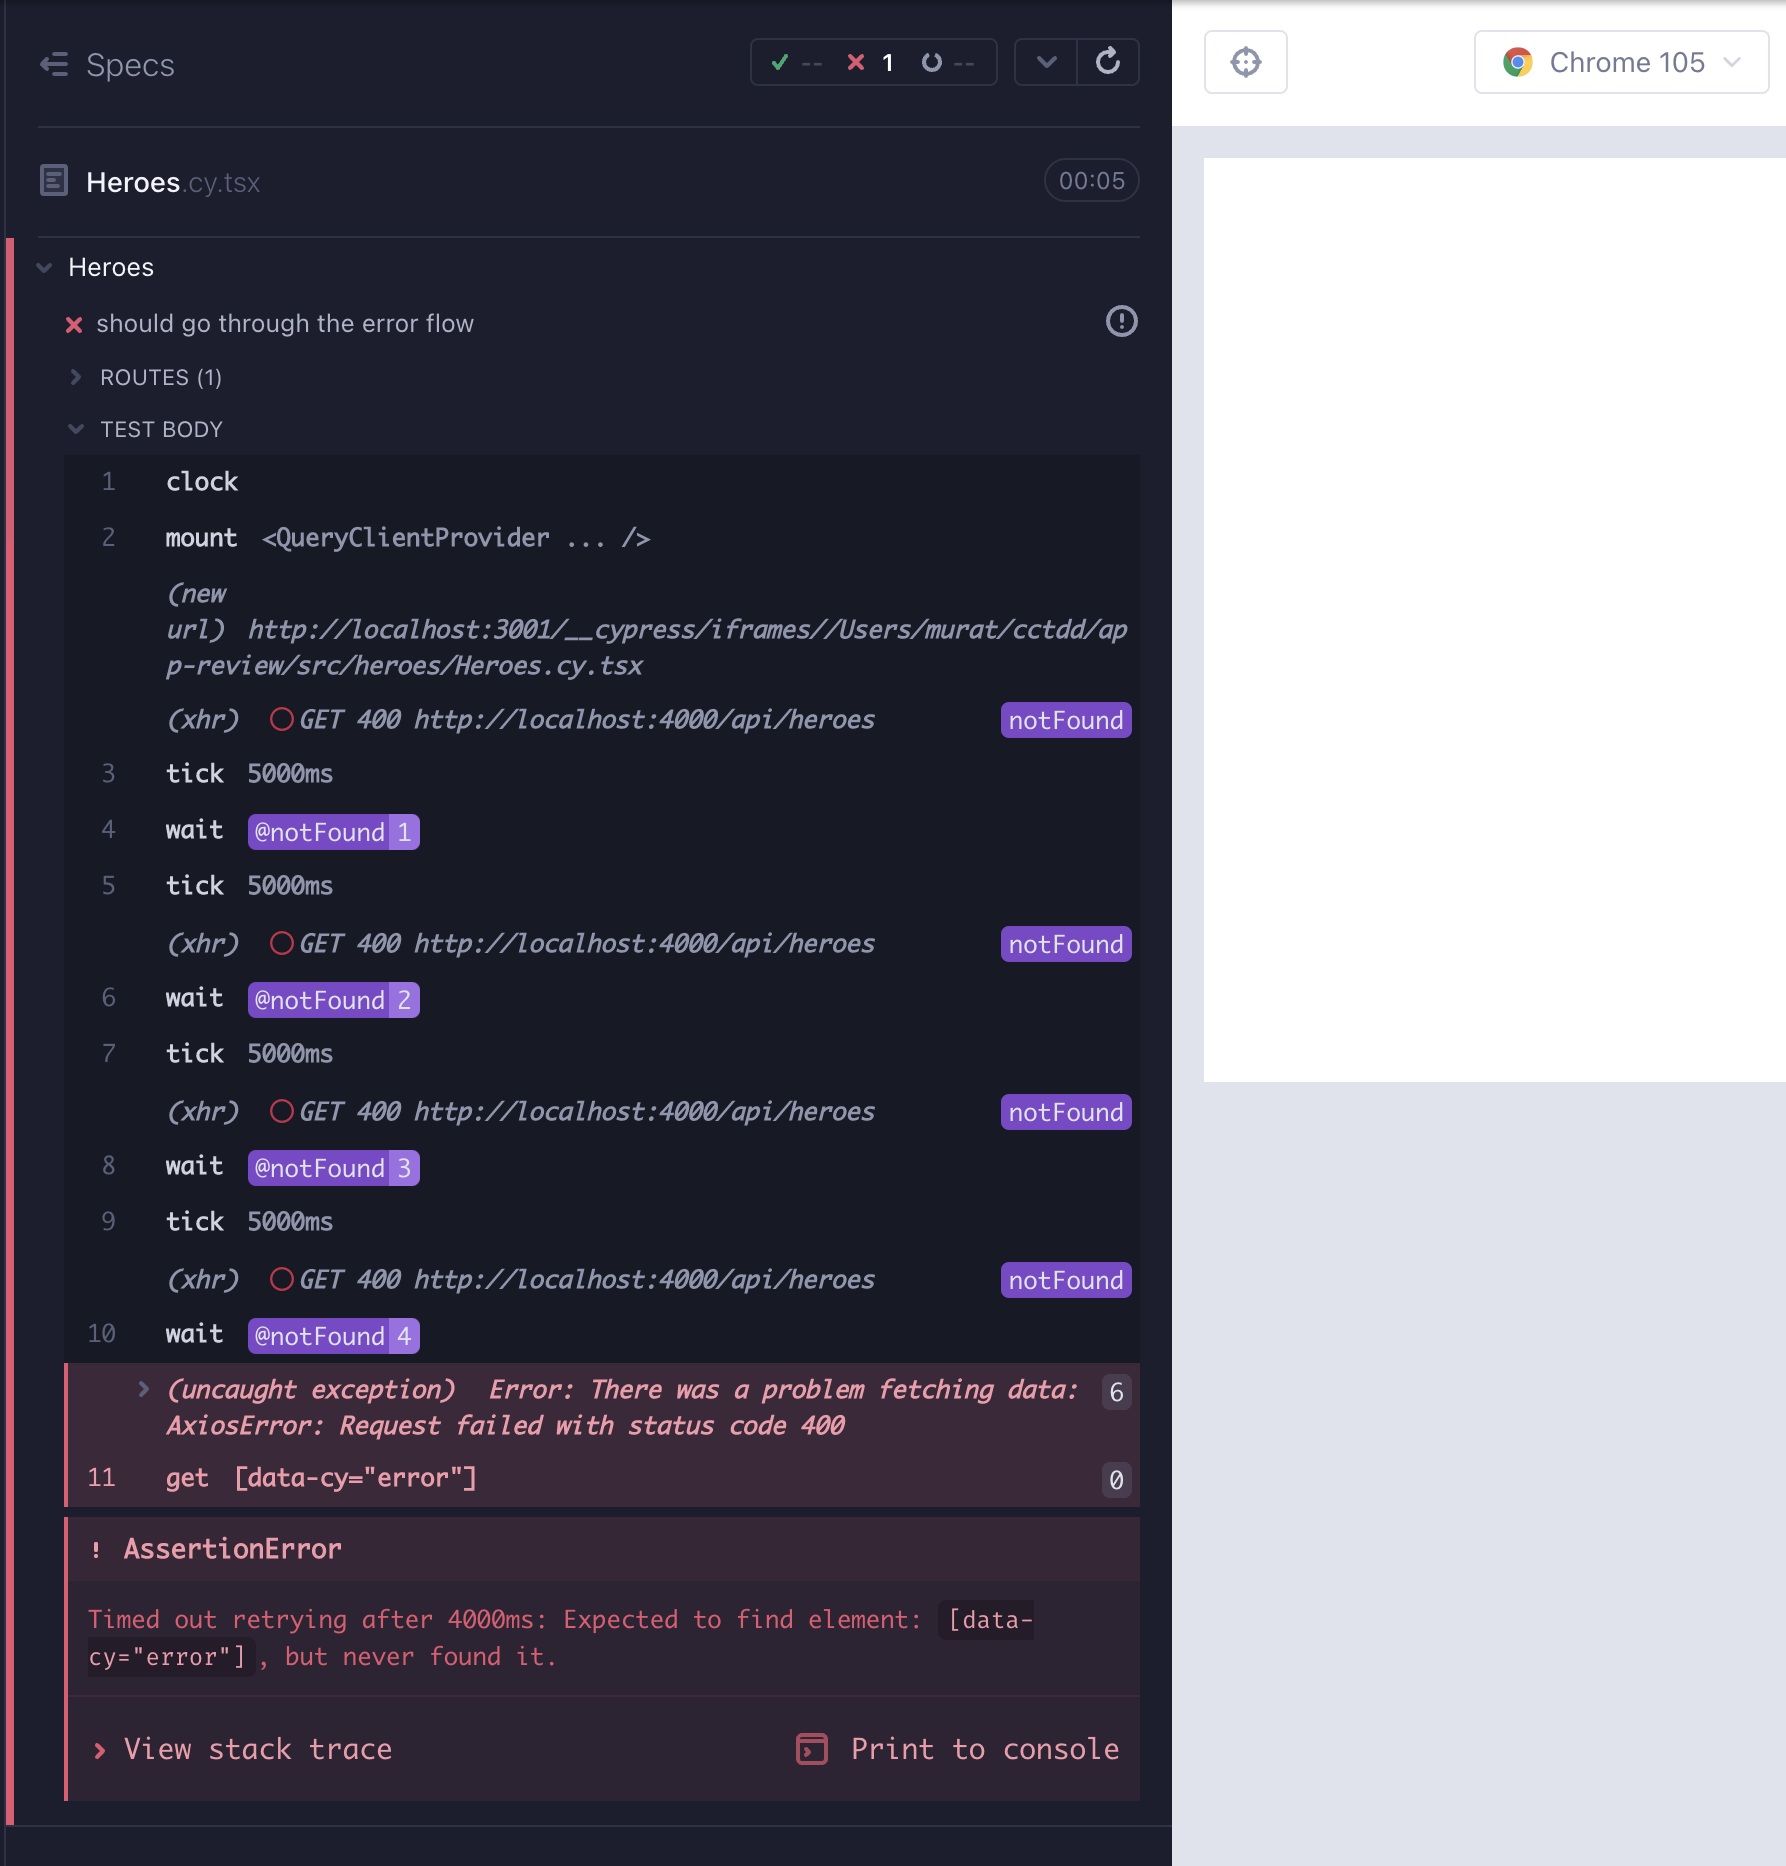 Specs
-- 1 --
Chrome 105
Heroes.cy.tsx
00:05
Heroes
should go through the error flow
ROUTES (1)
TEST BODY
1 clock
2 mount <QueryClientProvider ... />
(new
url) http://localhost:3001/__cypress/iframes//Users/murat/cctdd/ap
p-review/src/heroes/Heroes.cy.tsx
(xhr) GET 400 http://localhost:4000/api/heroes notFound
3 tick 5000ms
4 wait @notFound 1
5 tick 5000ms
(xhr) GET 400 http://localhost:4000/api/heroes notFound
6 wait @notFound 2
7 tick 5000ms
(xhr) GET 400 http://localhost:4000/api/heroes notFound
8 wait @notFound 3
9 tick 5000ms
(xhr) GET 400 http://localhost:4000/api/heroes notFound
10 wait @notFound 4
(uncaught exception) Error: There was a problem fetching data: 6
AxiosError: Request failed with status code 400
11 get [data-cy="error"] 0
! AssertionError
Timed out retrying after 4000ms: Expected to find element: [data-
cy="error"], but never found it.
View stack trace
Print to console